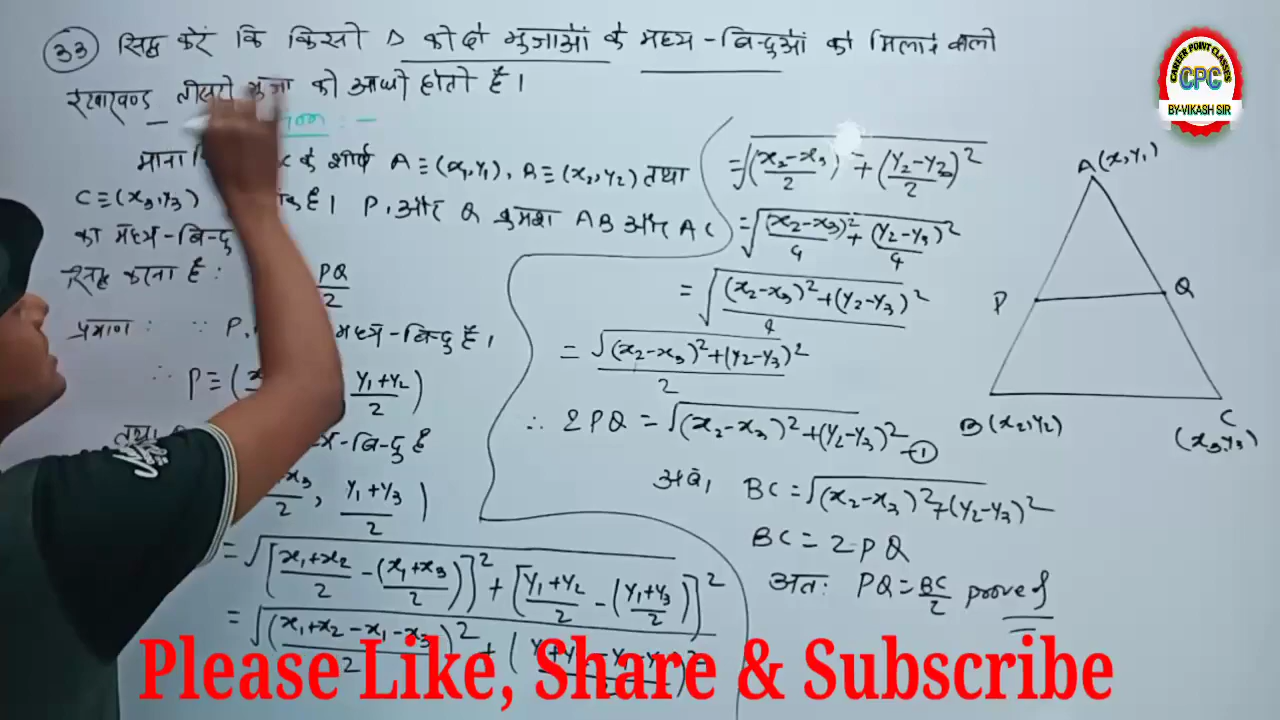 33 सिद्ध करें कि किसी Δ की दो भुजाओं के मध्य-बिन्दुओं को मिलाने वाली
रेखाखण्ड तीसरी भुजा की आधी होती है।
माना के शीर्ष A ≡ (x₁,y₁), B ≡ (x₂,y₂) तथा
C ≡ (x₃,y₃) है। P और Q क्रमश AB और AC
का मध्य-बिन्दु
सिद्ध करना है : PQ
2
प्रमाण : ∵ P, मध्य-बिन्दु है।
∴ P ≡ ( y₁+y₂/2 )
तथा मध्य-बिन्दु है
x₃/2 , y₁+y₃/2 )
= √[x₁+x₂/2 - (x₁+x₃/2)]² + [y₁+y₂/2 - (y₁+y₃/2)]²
= √(x₁+x₂-x₁-x₃/2)² + (
= √(x₂-x₃/2)² + (y₂-y₃/2)²
= √(x₂-x₃)²/4 + (y₂-y₃)²/4
= √(x₂-x₃)²+(y₂-y₃)²/4
= √(x₂-x₃)²+(y₂-y₃)²/2
∴ 2PQ = √(x₂-x₃)²+(y₂-y₃)² —①
अब, BC = √(x₂-x₃)²+(y₂-y₃)²
BC = 2PQ
अतः PQ = BC/2 proved
A(x,y₁)
P
Q
B(x₂,y₂)
C
(x₃,y₃)
CAREER POINT CLASSES
CPC
BY-VIKASH SIR
Please Like, Share & Subscribe